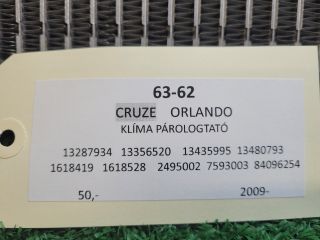 63-62
CRUZE ORLANDO
KLÍMA PÁROLOGTATÓ
13287934 13356520 13435995 13480793
1618419 1618528 2495002 7593003 84096254
50,- 2009-